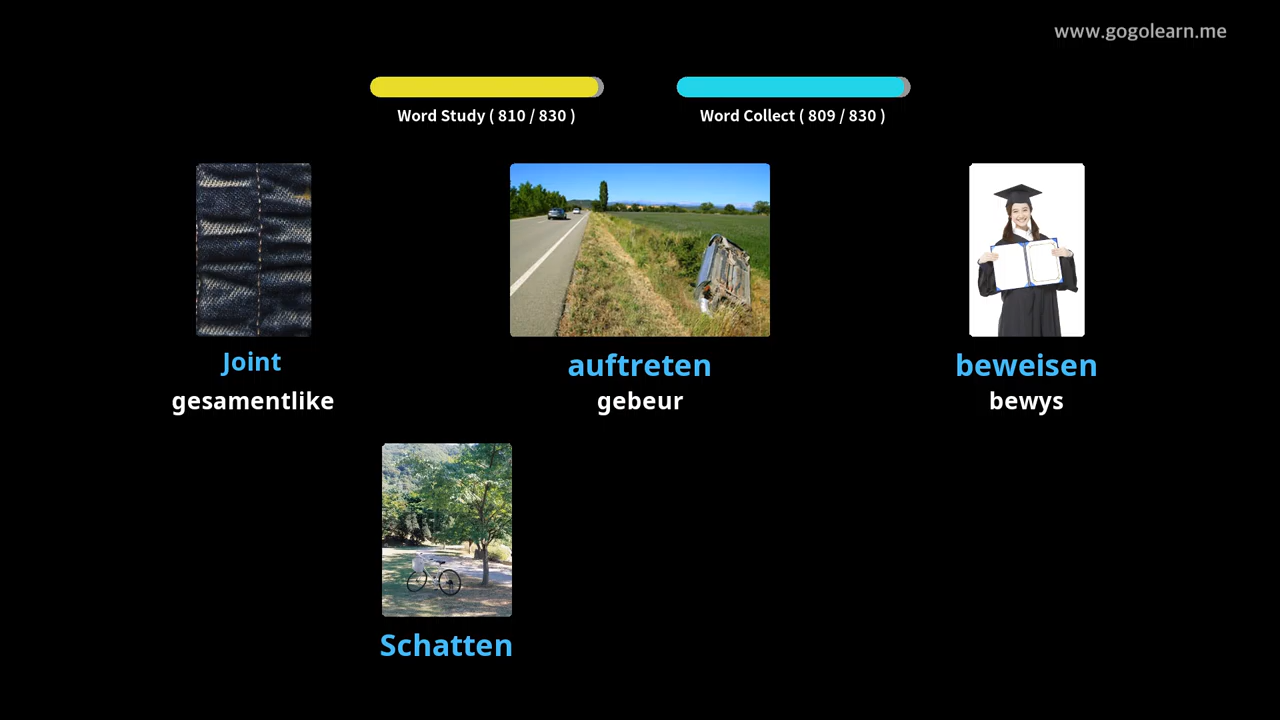 www.gogolearn.me
Word Study ( 810 / 830 )
Word Collect ( 809 / 830 )
Joint
gesamentlike
auftreten
gebeur
beweisen
bewys
Schatten